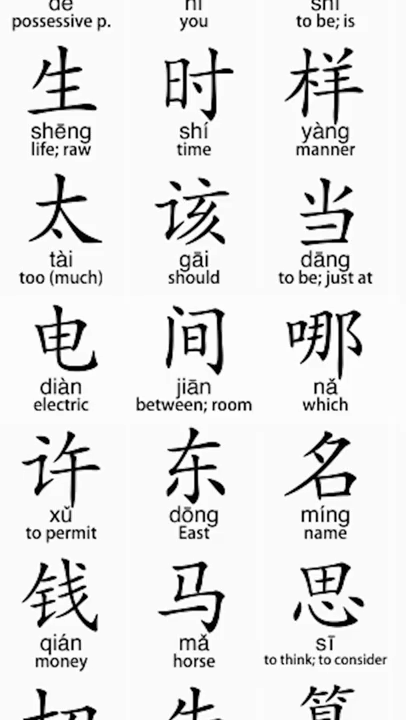 de nǐ shì
possessive p. you to be; is
生 时 样
shēng shí yàng
life; raw time manner
太 该 当
tài gāi dāng
too (much) should to be; just at
电 间 哪
diàn jiān nǎ
electric between; room which
许 东 名
xǔ dōng míng
to permit East name
钱 马 思
qián mǎ sī
money horse to think; to consider